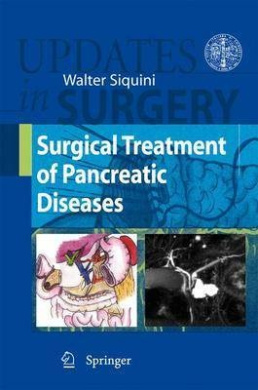 UPDATES
Walter Siquini
in SURGERY
Surgical Treatment
of Pancreatic
Diseases
Springer